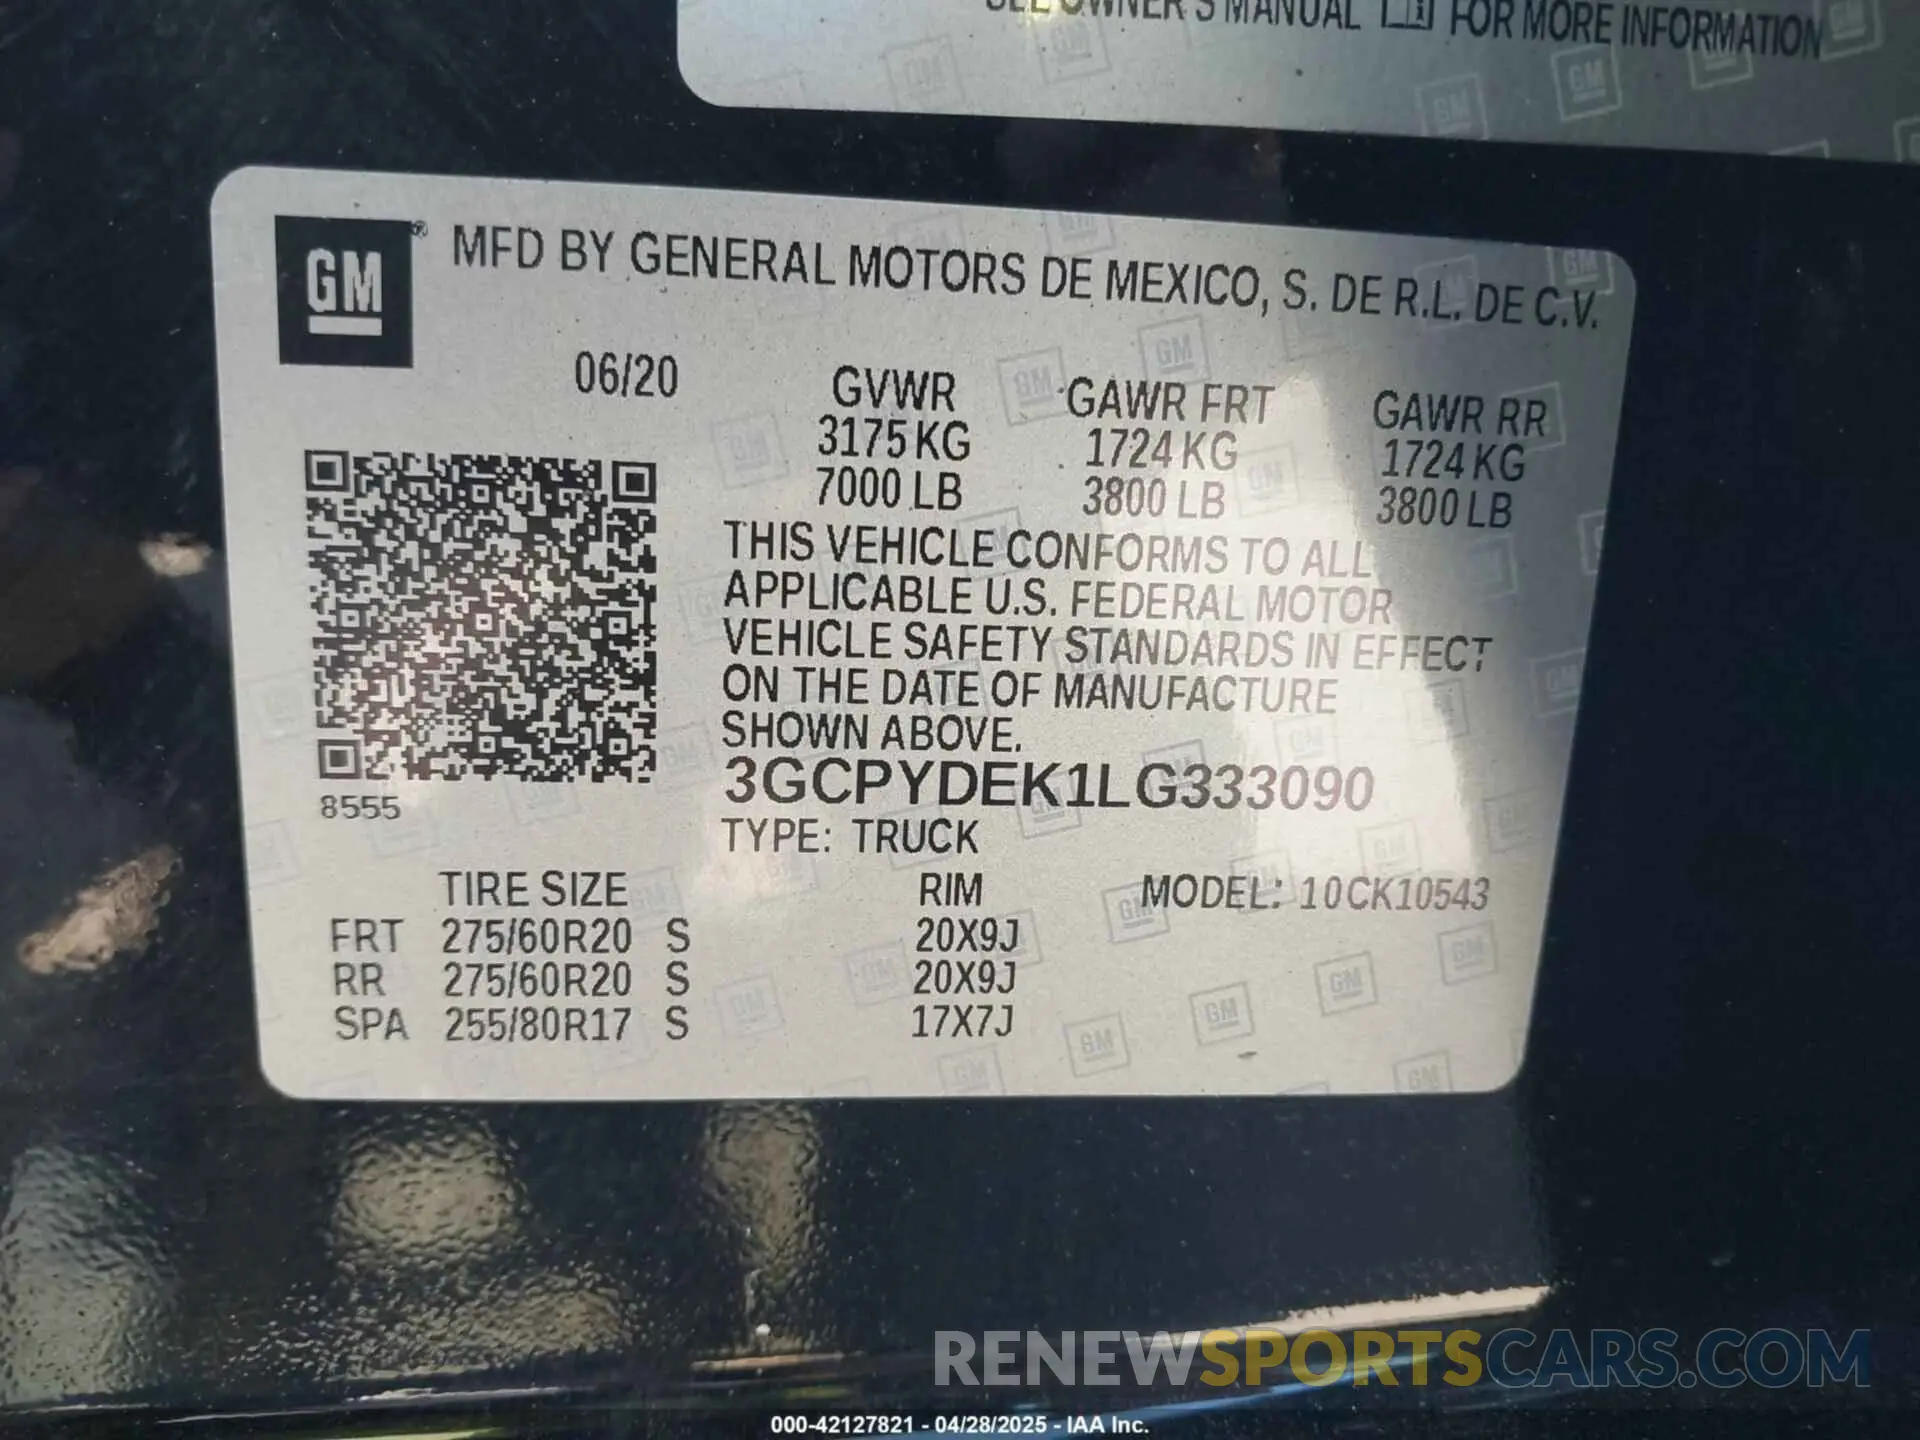 SEE OWNER'S MANUAL FOR MORE INFORMATION
GM ® MFD BY GENERAL MOTORS DE MEXICO, S. DE R.L. DE C.V.
06/20 GVWR GAWR FRT GAWR RR
3175 KG 1724 KG 1724 KG
7000 LB 3800 LB 3800 LB
THIS VEHICLE CONFORMS TO ALL
APPLICABLE U.S. FEDERAL MOTOR
VEHICLE SAFETY STANDARDS IN EFFECT
ON THE DATE OF MANUFACTURE
SHOWN ABOVE.
3GCPYDEK1LG333090
8555
TYPE: TRUCK
TIRE SIZE RIM MODEL: 10CK10543
FRT 275/60R20 S 20X9J
RR 275/60R20 S 20X9J
SPA 255/80R17 S 17X7J
RENEWSPORTSCARS.COM
000-42127821 - 04/28/2025 - IAA Inc.